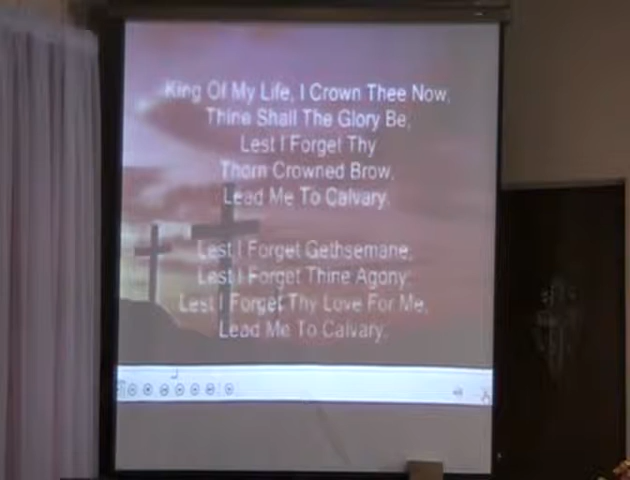 King Of My Life, I Crown Thee Now,
Thine Shall The Glory Be,
Lest I Forget Thy
Thorn Crowned Brow,
Lead Me To Calvary.
Lest I Forget Gethsemane,
Lest I Forget Thine Agony,
Lest I Forget Thy Love For Me,
Lead Me To Calvary.